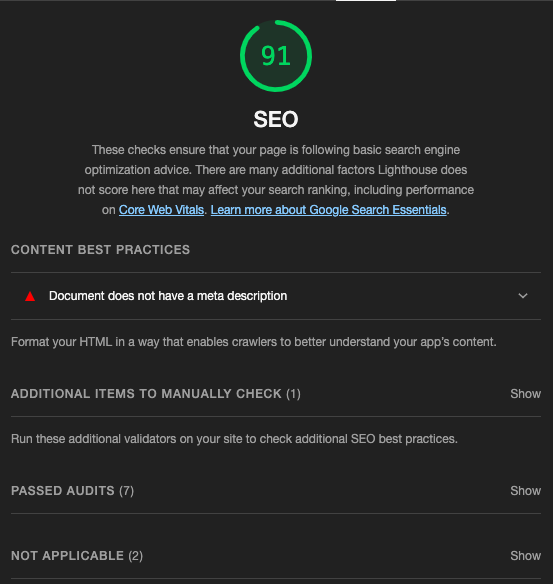 91
SEO
These checks ensure that your page is following basic search engine
optimization advice. There are many additional factors Lighthouse does
not score here that may affect your search ranking, including performance
on Core Web Vitals. Learn more about Google Search Essentials.
CONTENT BEST PRACTICES
Document does not have a meta description
Format your HTML in a way that enables crawlers to better understand your app’s content.
ADDITIONAL ITEMS TO MANUALLY CHECK (1) Show
Run these additional validators on your site to check additional SEO best practices.
PASSED AUDITS (7) Show
NOT APPLICABLE (2) Show